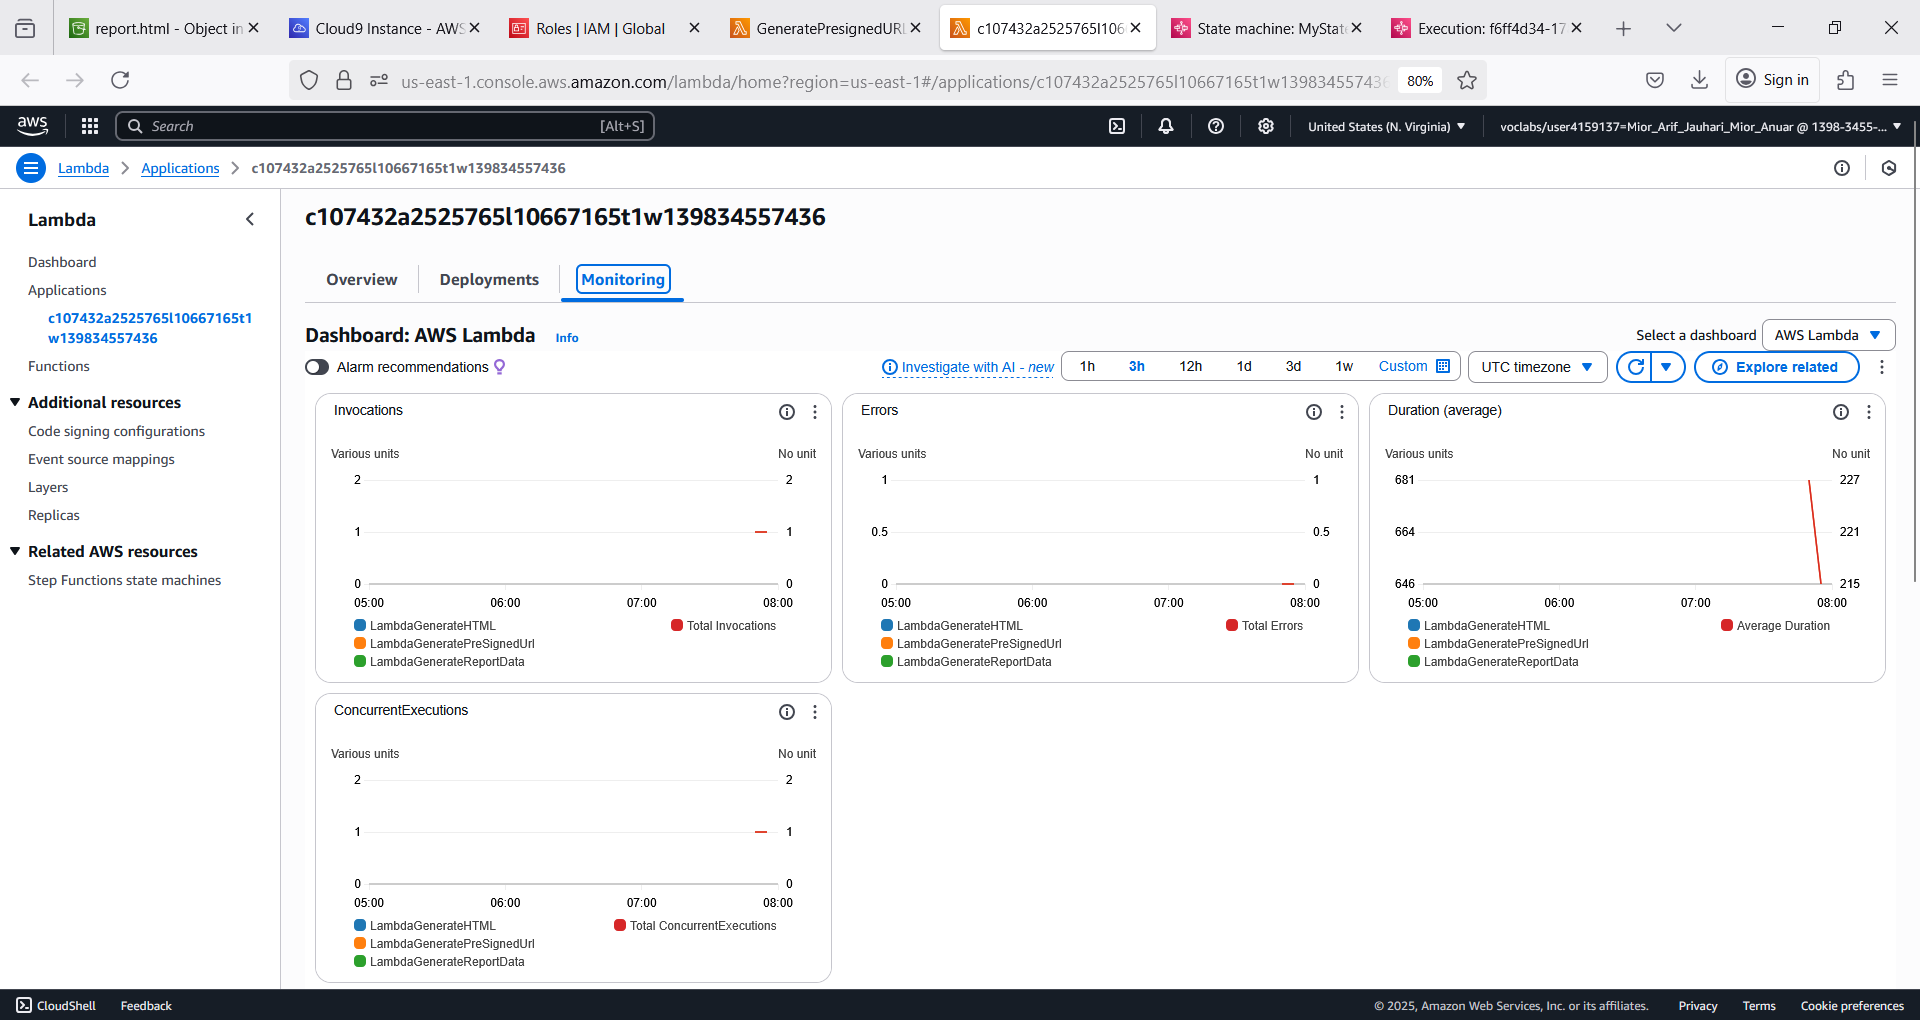 report.html - Object in
Cloud9 Instance - AWS
Roles | IAM | Global
GeneratePresignedURL
c107432a2525765l106
State machine: MyState
Execution: f6ff4d34-17
us-east-1.console.aws.amazon.com/lambda/home?region=us-east-1#/applications/c107432a2525765l10667165t1w139834557436
80%
Sign in
aws
Search
[Alt+S]
United States (N. Virginia)
voclabs/user4159137=Mior_Arif_Jauhari_Mior_Anuar @ 1398-3455-...
Lambda
Applications
c107432a2525765l10667165t1w139834557436
Lambda
Dashboard
Applications
c107432a2525765l10667165t1
w139834557436
Functions
Additional resources
Code signing configurations
Event source mappings
Layers
Replicas
Related AWS resources
Step Functions state machines
c107432a2525765l10667165t1w139834557436
Overview
Deployments
Monitoring
Dashboard: AWS Lambda
Info
Select a dashboard
AWS Lambda
Alarm recommendations
Investigate with AI - new
1h
3h
12h
1d
3d
1w
Custom
UTC timezone
Explore related
Invocations
Various units
No unit
2
2
1
1
0
0
05:00
06:00
07:00
08:00
LambdaGenerateHTML
Total Invocations
LambdaGeneratePreSignedUrl
LambdaGenerateReportData
Errors
Various units
No unit
1
1
0.5
0.5
0
0
05:00
06:00
07:00
08:00
LambdaGenerateHTML
Total Errors
LambdaGeneratePreSignedUrl
LambdaGenerateReportData
Duration (average)
Various units
No unit
681
227
664
221
646
215
05:00
06:00
07:00
08:00
LambdaGenerateHTML
Average Duration
LambdaGeneratePreSignedUrl
LambdaGenerateReportData
ConcurrentExecutions
Various units
No unit
2
2
1
1
0
0
05:00
06:00
07:00
08:00
LambdaGenerateHTML
Total ConcurrentExecutions
LambdaGeneratePreSignedUrl
LambdaGenerateReportData
CloudShell
Feedback
© 2025, Amazon Web Services, Inc. or its affiliates.
Privacy
Terms
Cookie preferences